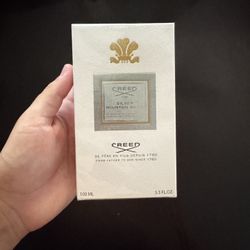 CREED
SILVER
MOUNTAIN WATER
CREED
DE PÈRE EN FILS DEPUIS 1760
FROM FATHER TO SON SINCE 1760
100 ML
3.3 FL.OZ